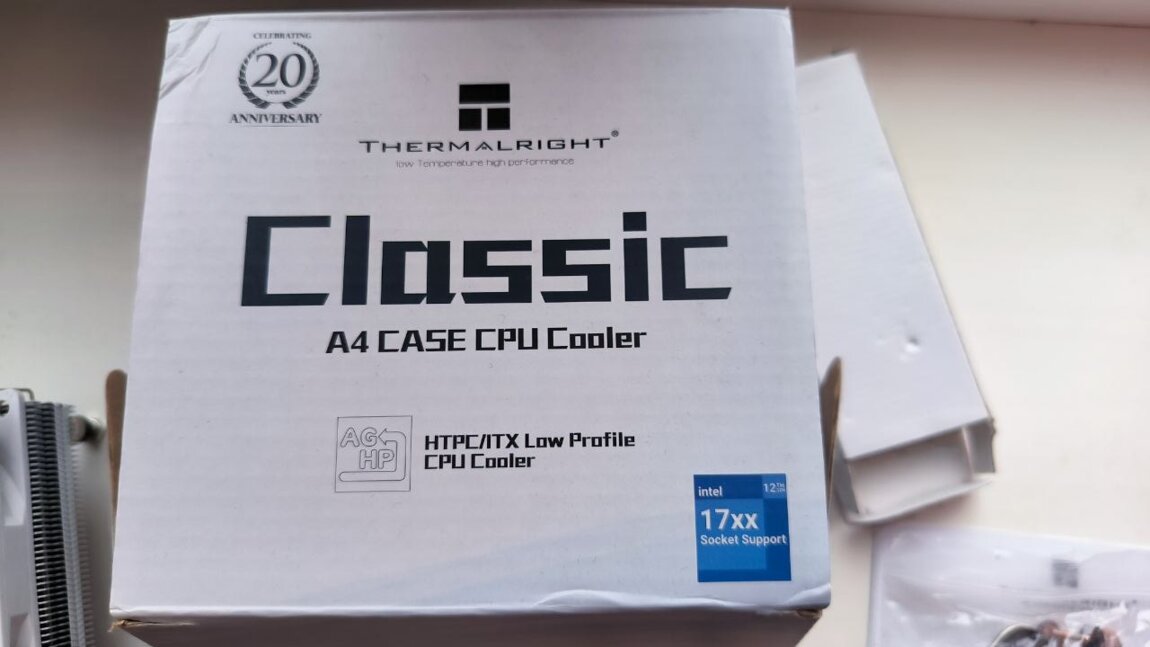 CELEBRATING
20
years
ANNIVERSARY
THERMALRIGHT®
low Temperature high performance
Classic
A4 CASE CPU Cooler
AG
HP
HTPC/ITX Low Profile
CPU Cooler
intel
12TH
17xx
Socket Support